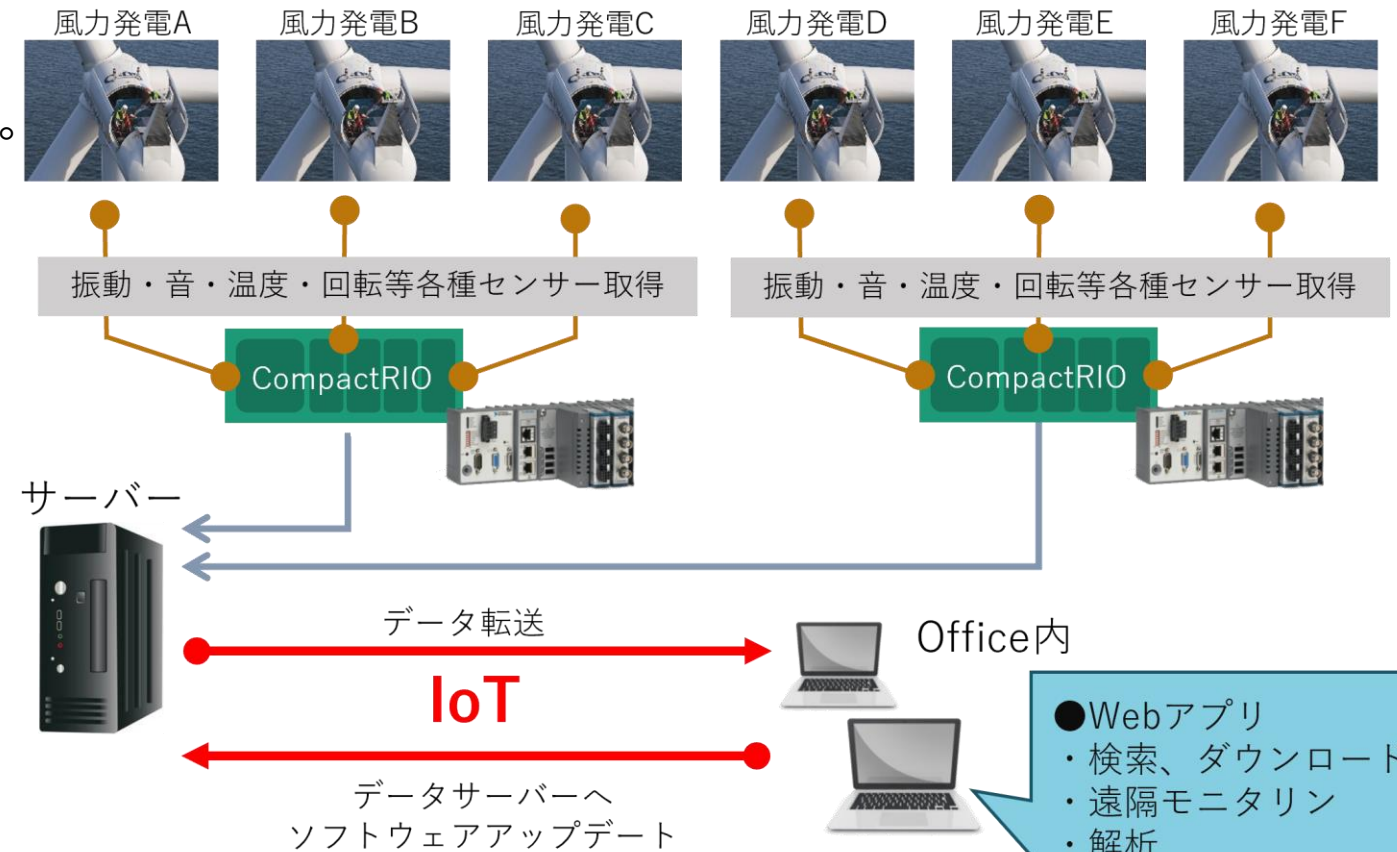 風力発電A
風力発電B
風力発電C
風力発電D
風力発電E
風力発電F
。
振動・音・温度・回転等各種センサー取得
振動・音・温度・回転等各種センサー取得
CompactRIO
CompactRIO
サーバー
データ転送
Office内
IoT
データサーバーへ
ソフトウェアアップデート
●Webアプリ
・検索、ダウンロート
・遠隔モニタリン
・解析